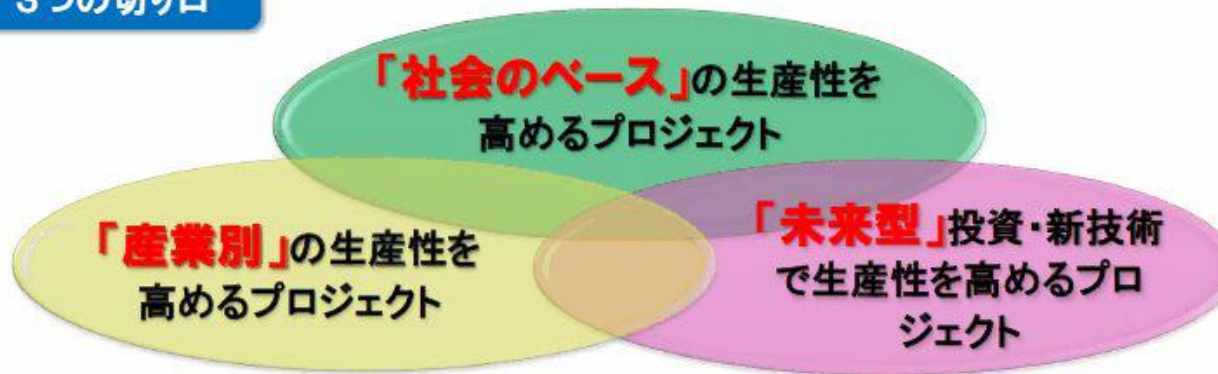 3つの切り口
「社会のベース」の生産性を
高めるプロジェクト
「産業別」の生産性を
高めるプロジェクト
「未来型」投資・新技術
で生産性を高めるプロ
ジェクト